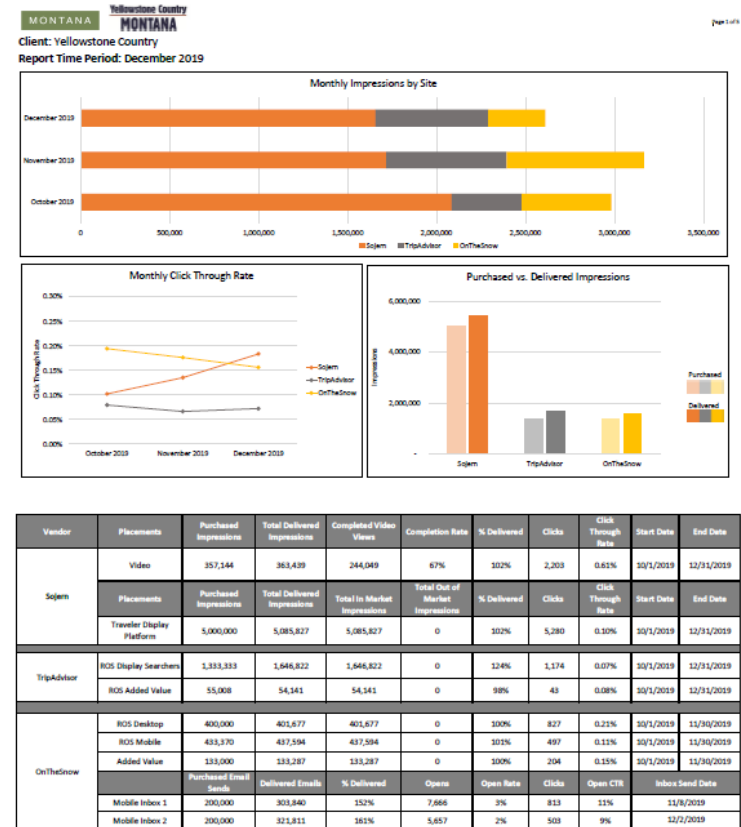 MONTANA
Yellowstone Country
MONTANA
Page 1 of 6
Client: Yellowstone Country
Report Time Period: December 2019
Monthly Impressions by Site
December 2019
November 2019
October 2019
0 500,000 1,000,000 1,500,000 2,000,000 2,500,000 3,000,000 3,500,000
Sojern TripAdvisor OnTheSnow
Monthly Click Through Rate
0.30%
0.25%
0.20%
0.15%
0.10%
0.05%
0.00%
Click Through Rate
October 2019 November 2019 December 2019
Sojern
TripAdvisor
OnTheSnow
Purchased vs. Delivered Impressions
6,000,000
4,000,000
2,000,000
-
Impressions
Sojern TripAdvisor OnTheSnow
Purchased
Delivered
Vendor Placements Purchased Impressions Total Delivered Impressions Completed Video Views Completion Rate % Delivered Clicks Click Through Rate Start Date End Date
Sojern
Video 357,144 363,439 244,049 67% 102% 2,203 0.61% 10/1/2019 12/31/2019
Placements Purchased Impressions Total Delivered Impressions Total In Market Impressions Total Out of Market Impressions % Delivered Clicks Click Through Rate Start Date End Date
Traveler Display Platform 5,000,000 5,085,827 5,085,827 0 102% 5,280 0.10% 10/1/2019 12/31/2019
TripAdvisor
ROS Display Searchers 1,333,333 1,646,822 1,646,822 0 124% 1,174 0.07% 10/1/2019 12/31/2019
ROS Added Value 55,008 54,141 54,141 0 98% 43 0.08% 10/1/2019 12/31/2019
OnTheSnow
ROS Desktop 400,000 401,677 401,677 0 100% 827 0.21% 10/1/2019 11/30/2019
ROS Mobile 433,370 437,594 437,594 0 101% 497 0.11% 10/1/2019 11/30/2019
Added Value 133,000 133,287 133,287 0 100% 204 0.15% 10/1/2019 11/30/2019
Purchased Email Sends Delivered Emails % Delivered Opens Open Rate Clicks Open CTR Inbox Send Date
Mobile Inbox 1 200,000 303,840 152% 7,666 3% 813 11% 11/8/2019
Mobile Inbox 2 200,000 321,811 161% 5,657 2% 503 9% 12/2/2019